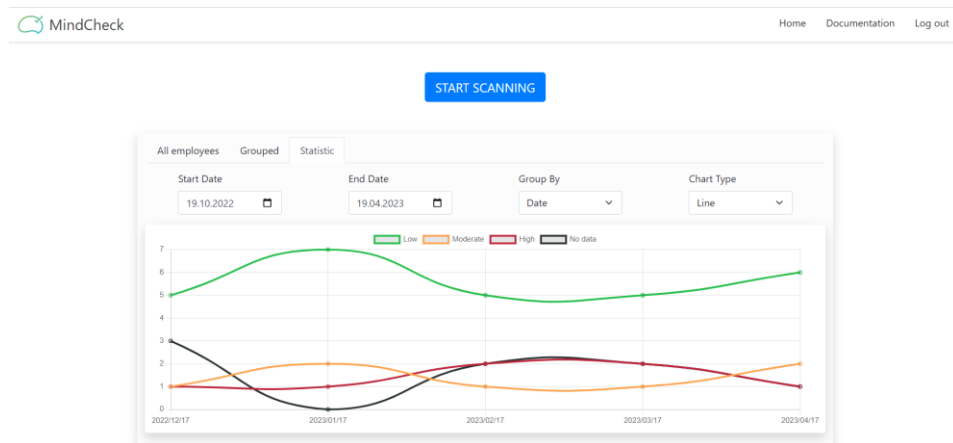 MindCheck
Home Documentation Log out
START SCANNING
All employees Grouped Statistic
Start Date End Date Group By Chart Type
19.10.2022 19.04.2023 Date Line
Low Moderate High No data
7
6
5
4
3
2
1
0
2022/12/17 2023/01/17 2023/02/17 2023/03/17 2023/04/17